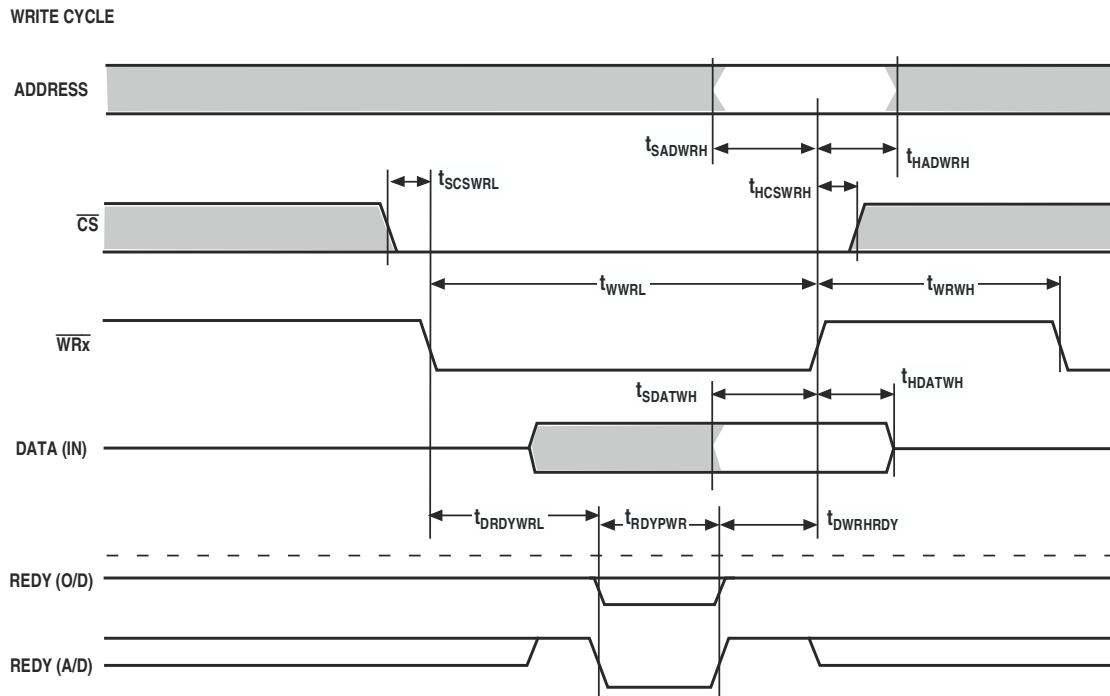 WRITE CYCLE
ADDRESS
tSADWRH
tHADWRH
tSCSWRL
tHCSWRH
CS
tWWRL
tWRWH
WRx
tSDATWH
tHDATWH
DATA (IN)
tDRDYWRL
tRDYPWR
tDWRHRDY
REDY (O/D)
REDY (A/D)